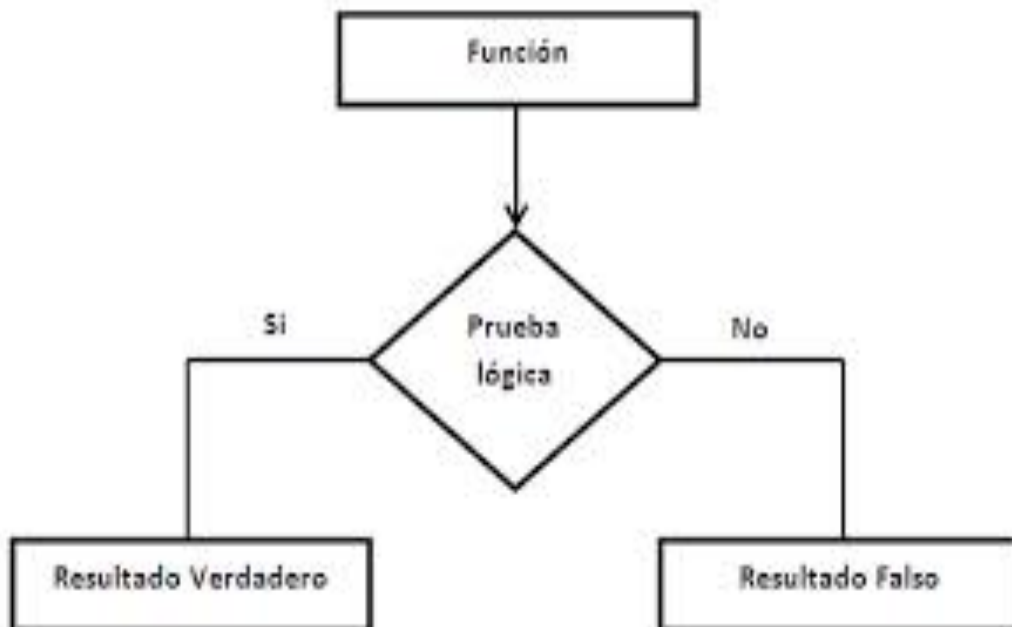 Función
Si
Prueba
lógica
No
Resultado Verdadero
Resultado Falso